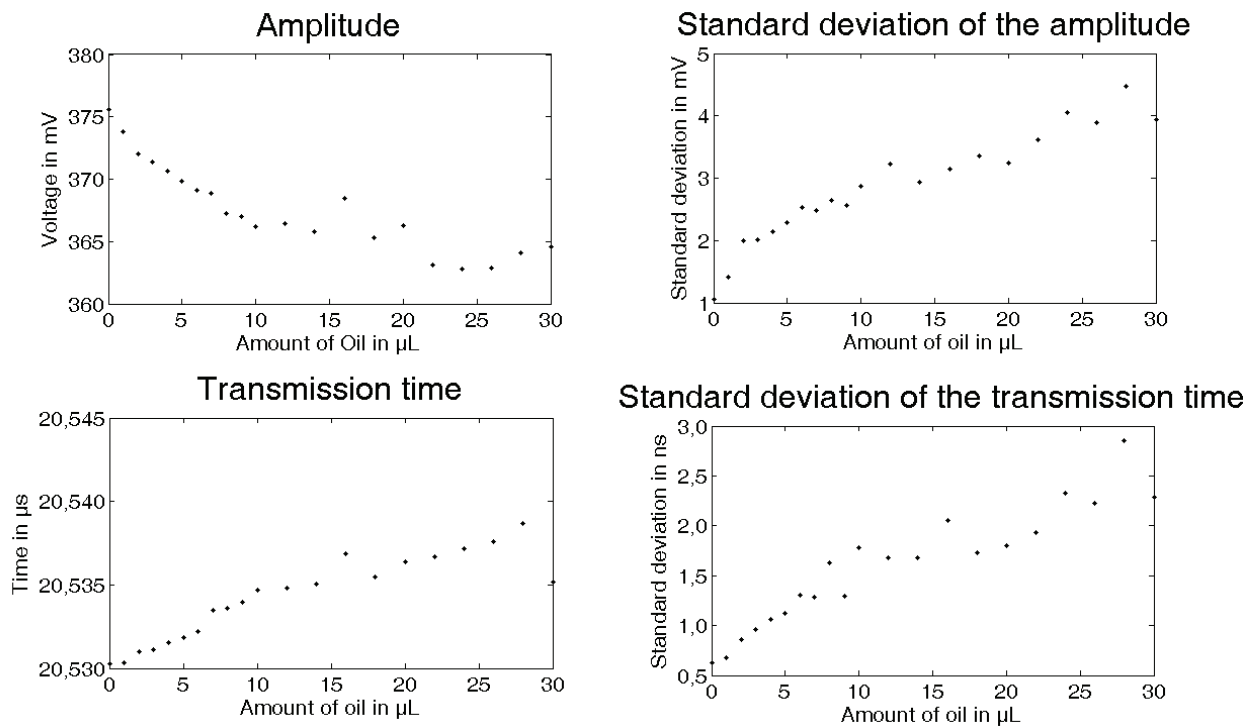 Amplitude
380
375
370
365
360
Voltage in mV
0 5 10 15 20 25 30
Amount of Oil in µL
Standard deviation of the amplitude
5
4
3
2
1
Standard deviation in mV
0 5 10 15 20 25 30
Amount of oil in µL
Transmission time
20,545
20,540
20,535
20,530
Time in µs
0 5 10 15 20 25 30
Amount of oil in µL
Standard deviation of the transmission time
3,0
2,5
2,0
1,5
1,0
0,5
Standard deviation in ns
0 5 10 15 20 25 30
Amount of oil in µL